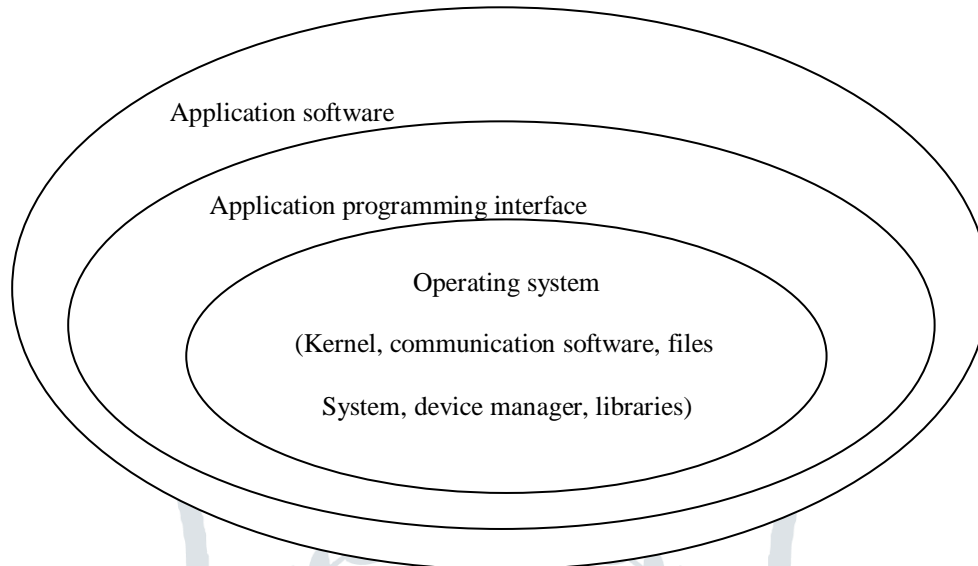 Application software
Application programming interface
Operating system
(Kernel, communication software, files
System, device manager, libraries)